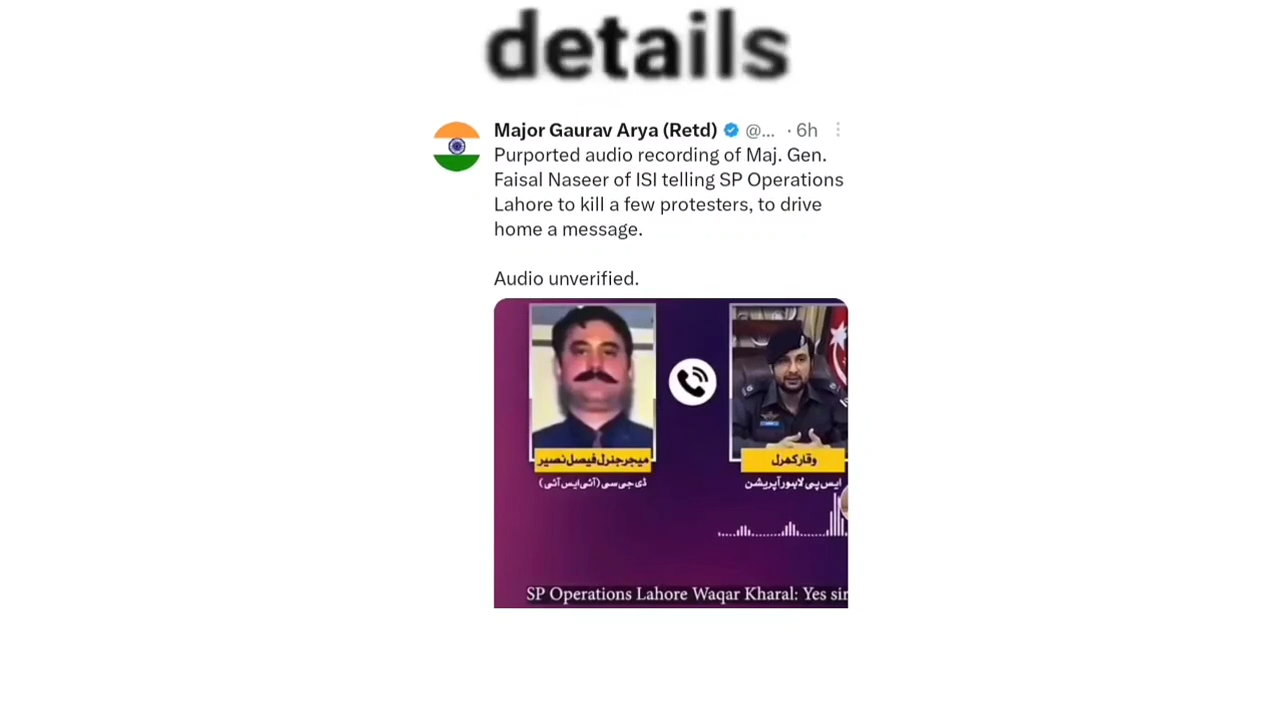 details
Major Gaurav Arya (Retd) @... · 6h
Purported audio recording of Maj. Gen.
Faisal Naseer of ISI telling SP Operations
Lahore to kill a few protesters, to drive
home a message.
Audio unverified.
میجر جنرل فیصل نصیر
وقار کھرل
ڈی جی سی (آئی ایس آئی)
ایس پی لاہور آپریشن
SP Operations Lahore Waqar Kharal: Yes sir